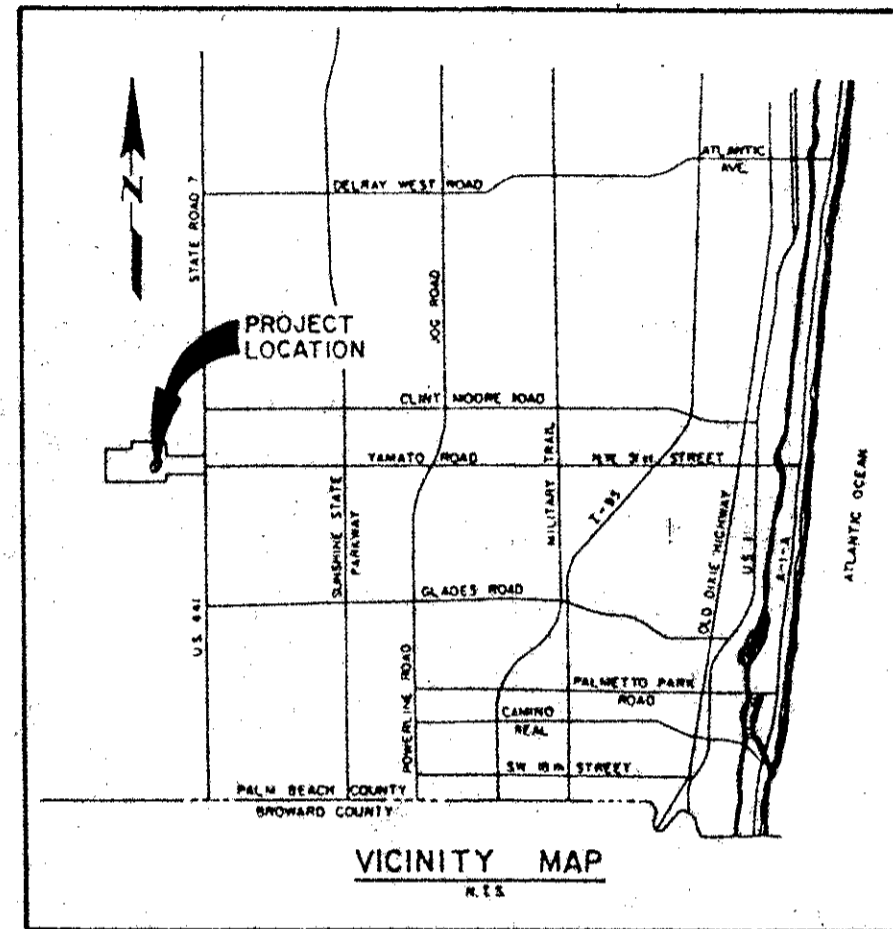 ATLANTIC
AVE.
DELRAY WEST ROAD
N
STATE ROAD 7
JOG ROAD
PROJECT
LOCATION
CLINT MOORE ROAD
YAMATO ROAD
N.W. 51st. STREET
MILITARY TRAIL
SUNSHINE STATE
PARKWAY
I-95
OLD DIXIE HIGHWAY
U.S. 1
A-1-A
ATLANTIC OCEAN
GLADES ROAD
U.S. 441
POWERLINE ROAD
PALMETTO PARK
ROAD
CAMINO
REAL
SW 18th STREET
PALM BEACH COUNTY
BROWARD COUNTY
VICINITY MAP
N.T.S.